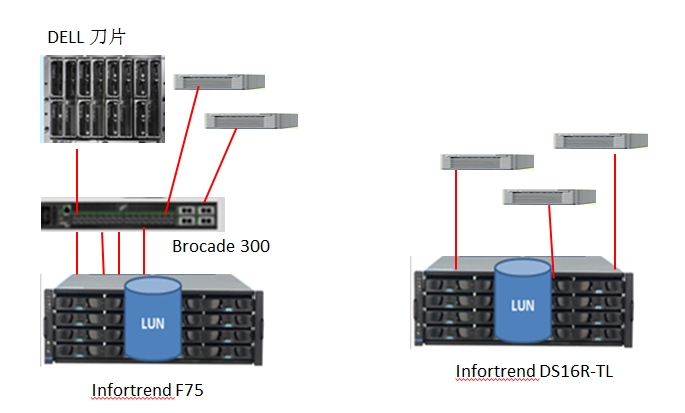 DELL 刀片
Brocade 300
LUN
LUN
Infortrend F75
Infortrend DS16R-TL